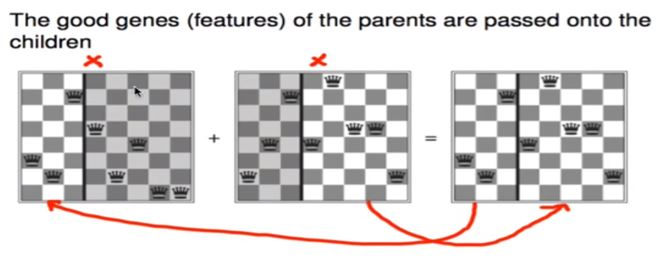 The good genes (features) of the parents are passed onto the
children
+
=